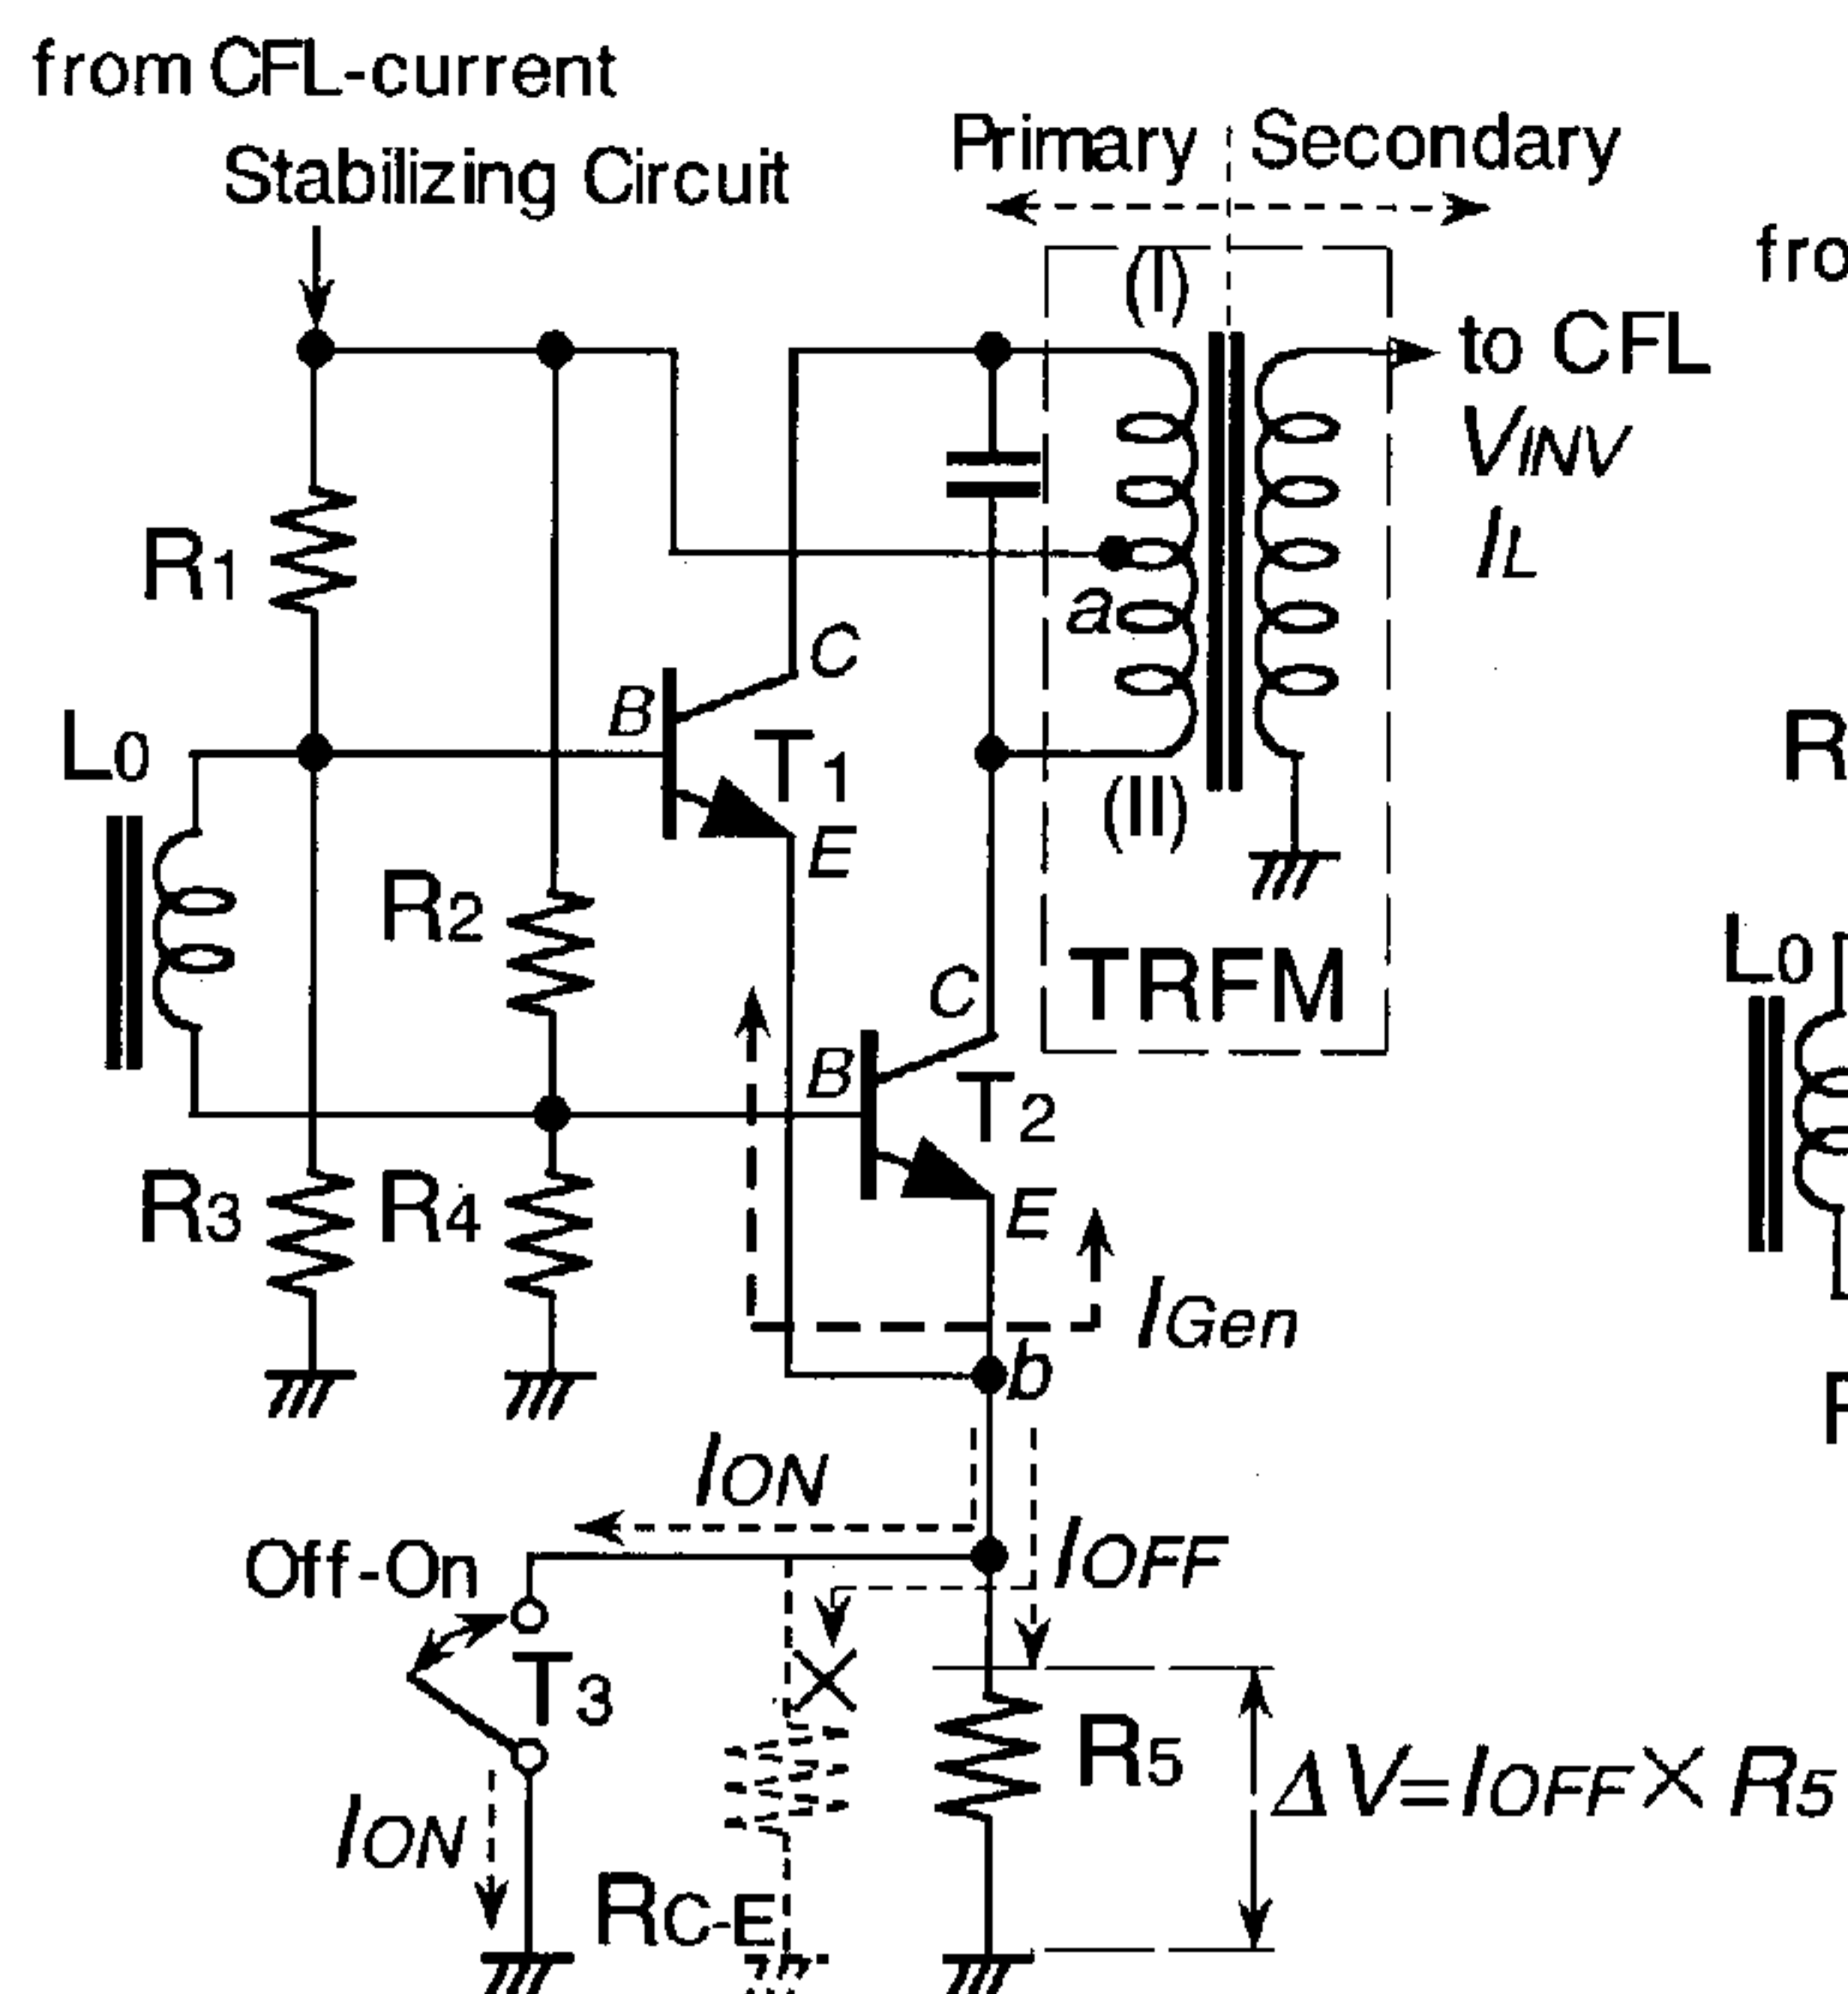 from CFL-current
Stabilizing Circuit
Primary Secondary
(I)
fro
to CFL
VINV
IL
R1
a
C
B
T1
E
L0
(II)
R
R2
TRFM
L0
C
B
T2
E
R3
R4
IGen
b
ION
Off-On
IOFF
T3
R5
ΔV=IOFF×R5
ION
RC-E